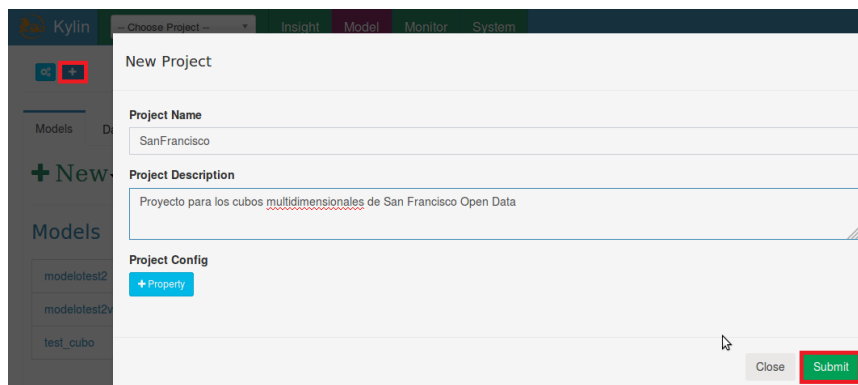 Kylin
-- Choose Project --
Insight
Model
Monitor
System
New Project
Project Name
SanFrancisco
Models
Project Description
+ New
Proyecto para los cubos multidimensionales de San Francisco Open Data
Models
Project Config
+ Property
modelotest2
modelotest2v
test_cubo
Close
Submit